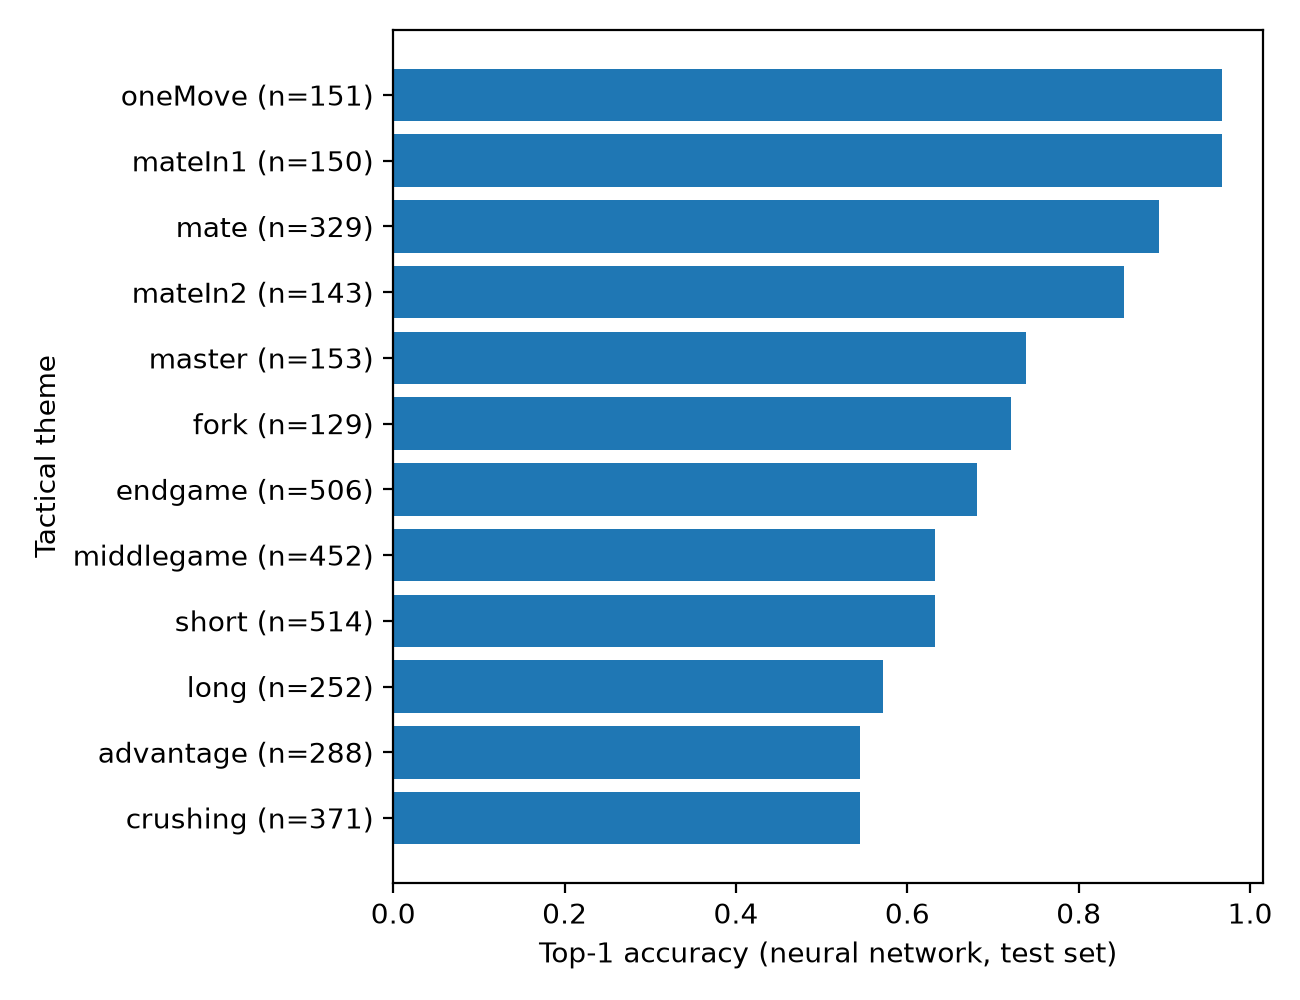 Tactical theme
oneMove (n=151)
mateIn1 (n=150)
mate (n=329)
mateIn2 (n=143)
master (n=153)
fork (n=129)
endgame (n=506)
middlegame (n=452)
short (n=514)
long (n=252)
advantage (n=288)
crushing (n=371)
0.0 0.2 0.4 0.6 0.8 1.0
Top-1 accuracy (neural network, test set)